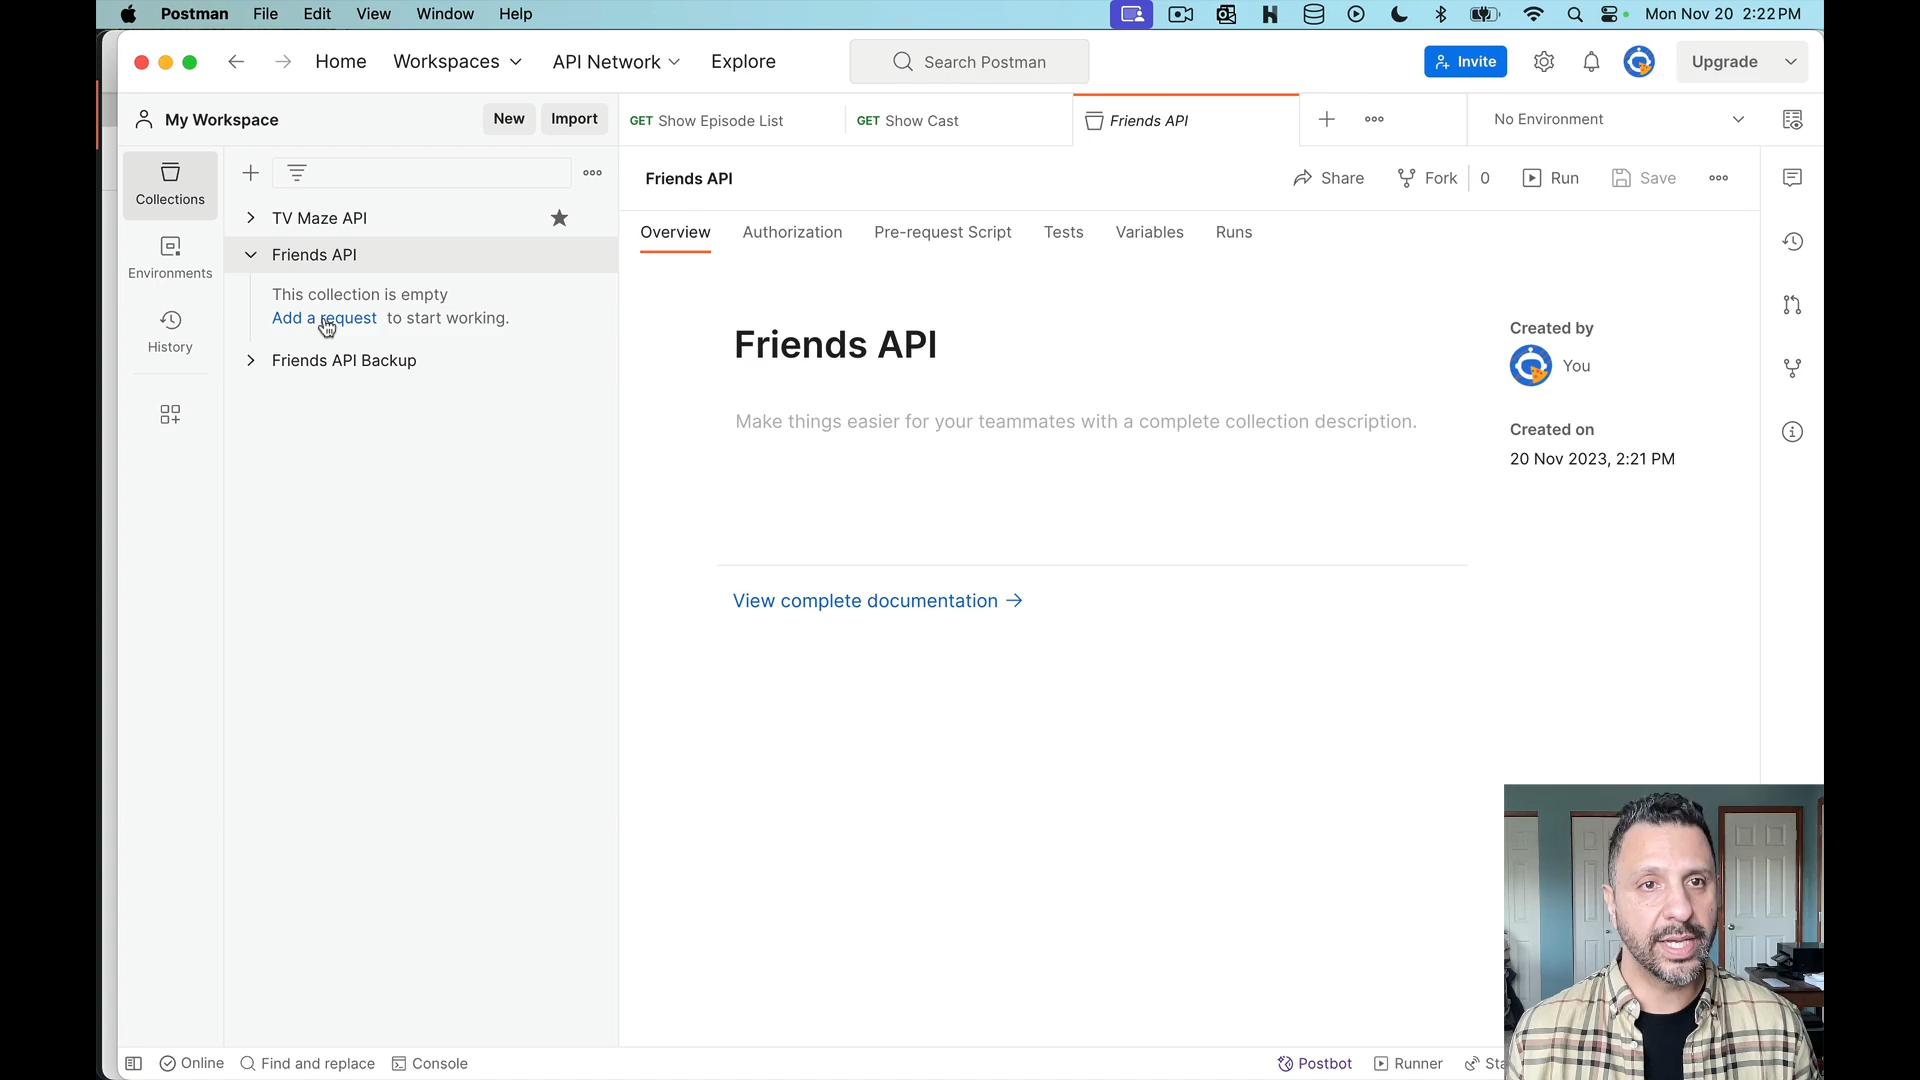 Postman File Edit View Window Help Mon Nov 20 2:22 PM
Home Workspaces API Network Explore Search Postman Invite Upgrade
My Workspace New Import GET Show Episode List GET Show Cast Friends API No Environment
Collections
TV Maze API
Friends API Share Fork 0 Run Save
Overview Authorization Pre-request Script Tests Variables Runs
Friends API
Environments
This collection is empty
Add a request to start working.
History
Friends API Backup
Friends API
Created by
You
Make things easier for your teammates with a complete collection description.
Created on
20 Nov 2023, 2:21 PM
View complete documentation →
Online Find and replace Console Postbot Runner Sta